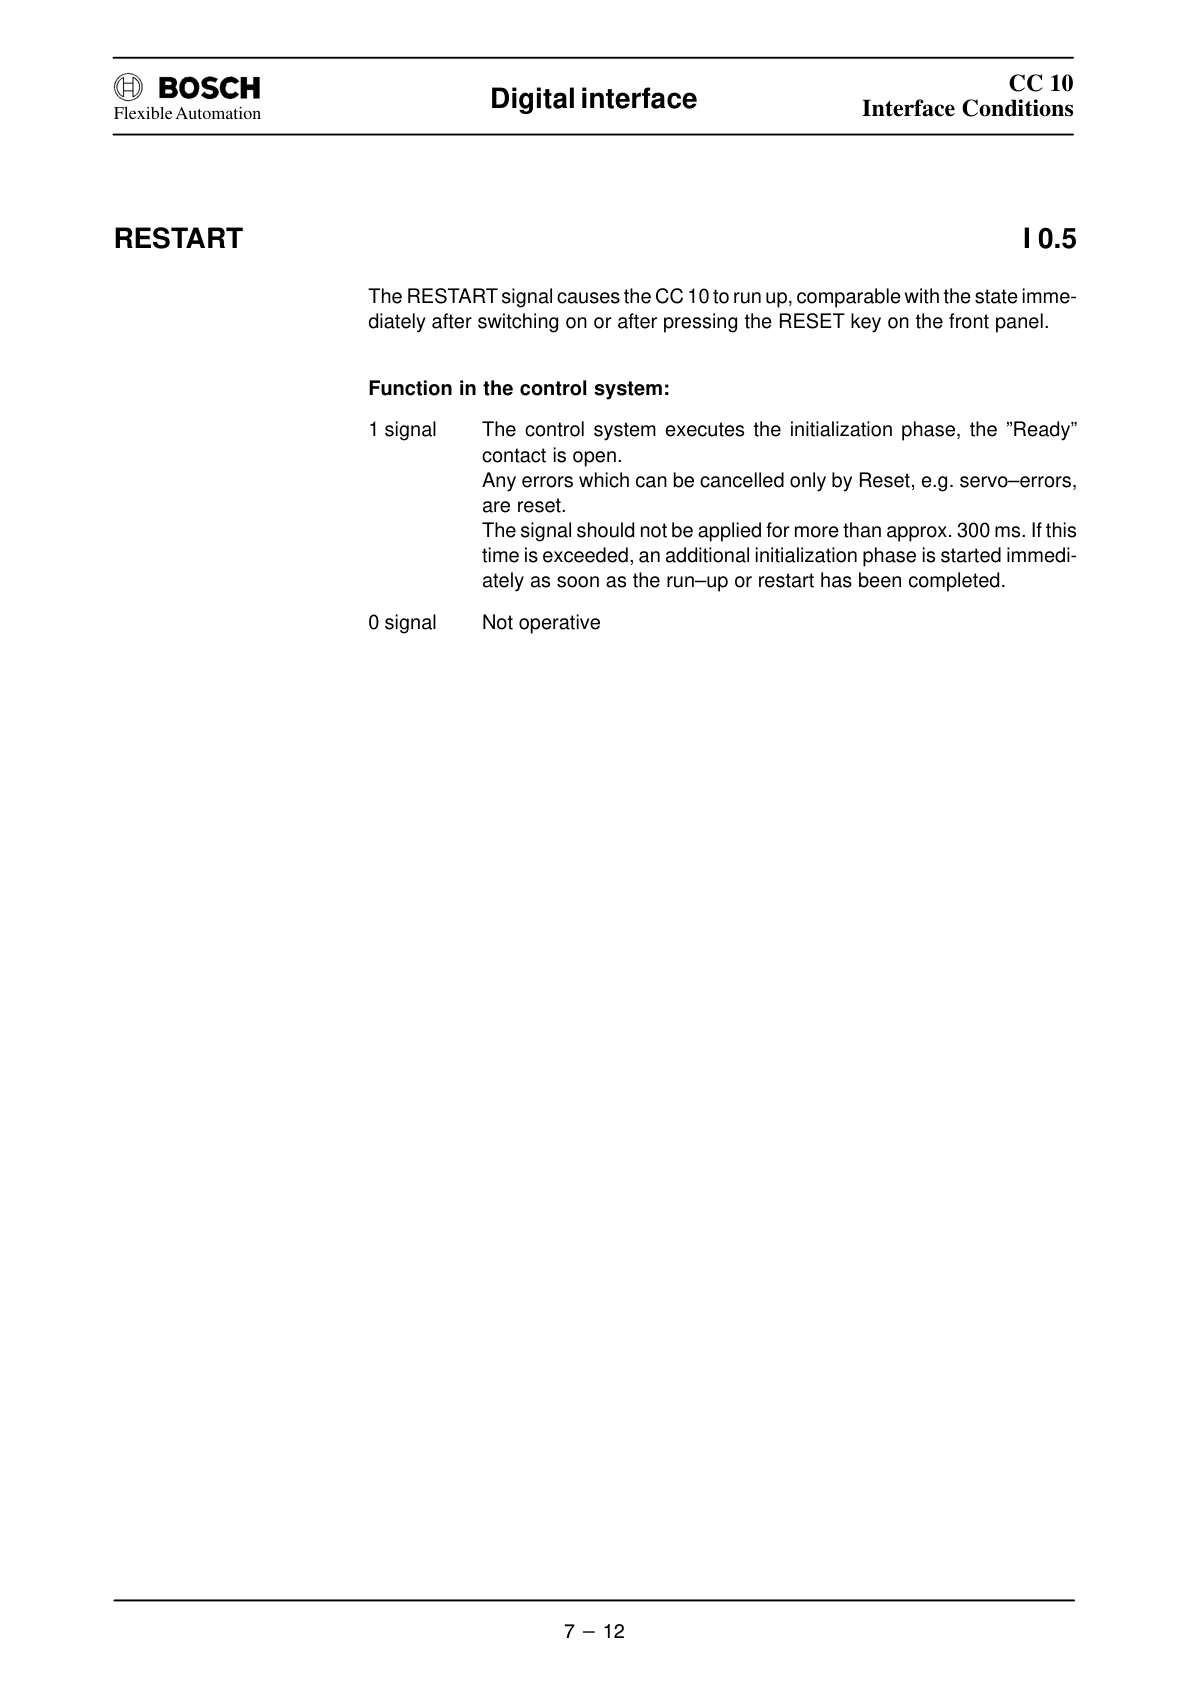 BOSCH
Flexible Automation
Digital interface
CC 10
Interface Conditions
RESTART
I 0.5
The RESTART signal causes the CC 10 to run up, comparable with the state imme-
diately after switching on or after pressing the RESET key on the front panel.
Function in the control system:
1 signal The control system executes the initialization phase, the ”Ready”
contact is open.
Any errors which can be cancelled only by Reset, e.g. servo–errors,
are reset.
The signal should not be applied for more than approx. 300 ms. If this
time is exceeded, an additional initialization phase is started immedi-
ately as soon as the run–up or restart has been completed.
0 signal Not operative
7 – 12